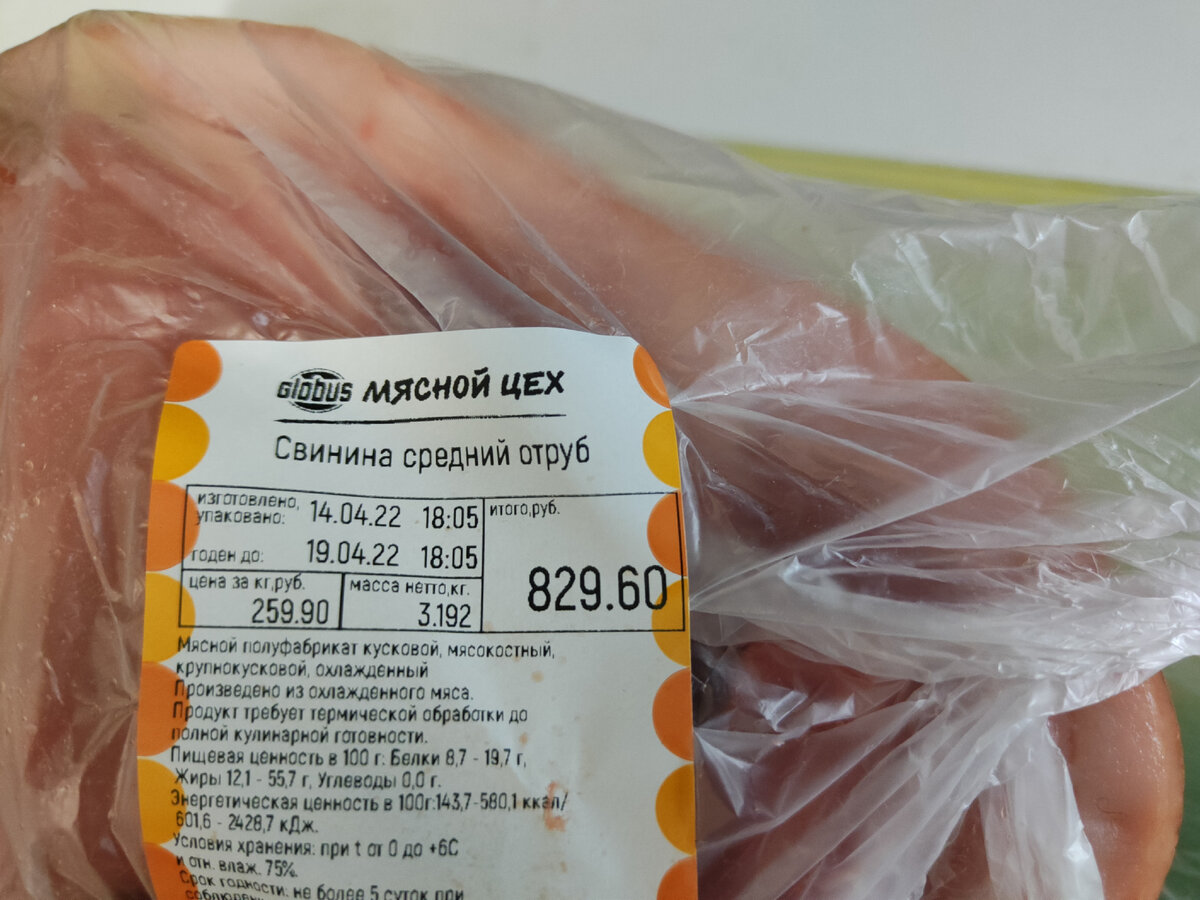 GLOBUS МЯСНОЙ ЦЕХ
Свинина средний отруб
изготовлено,
упаковано: 14.04.22 18:05
годен до: 19.04.22 18:05
итого,руб.
829.60
цена за кг,руб.
259.90
масса нетто,кг.
3.192
Мясной полуфабрикат кусковой, мясокостный,
крупнокусковой, охлажденный
Произведено из охлажденного мяса.
Продукт требует термической обработки до
полной кулинарной готовности.
Пищевая ценность в 100 г: Белки 8,7 - 19,7 г,
Жиры 12,1 - 55,7 г, Углеводы 0,0 г.
Энергетическая ценность в 100г:143,7-580,1 ккал/
601,6 - 2428,7 кДж.
Условия хранения: при t от 0 до +6С
и отн. влаж. 75%.
Срок годности: не более 5 суток при